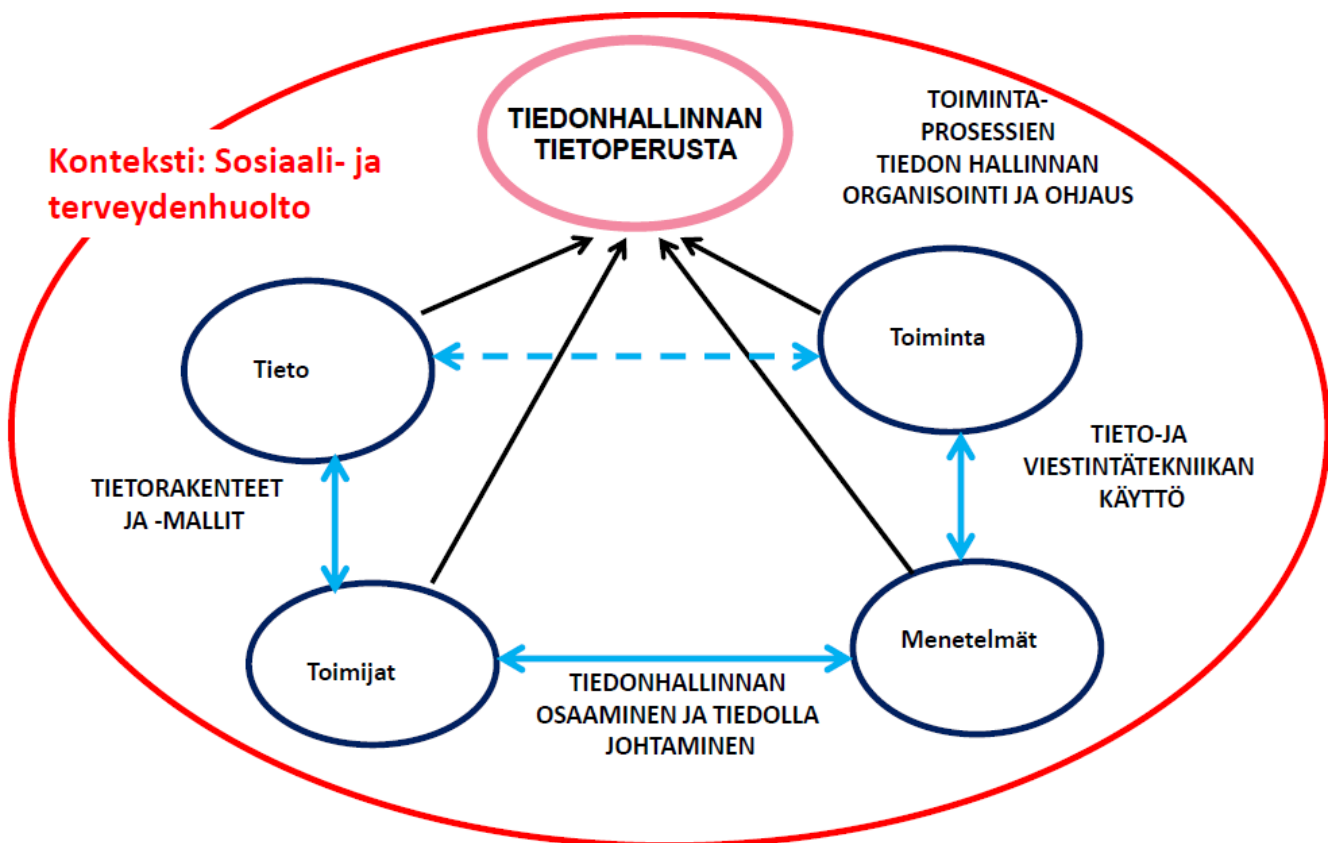 TIEDONHALLINNAN
TIETOPERUSTA
TOIMINTA-
PROSESSIEN
TIEDON HALLINNAN
ORGANISOINTI JA OHJAUS
Konteksti: Sosiaali- ja
terveydenhuolto
Tieto
Toiminta
TIETORAKENTEET
JA -MALLIT
TIETO-JA
VIESTINTÄTEKNIIKAN
KÄYTTÖ
Toimijat
Menetelmät
TIEDONHALLINNAN
OSAAMINEN JA TIEDOLLA
JOHTAMINEN